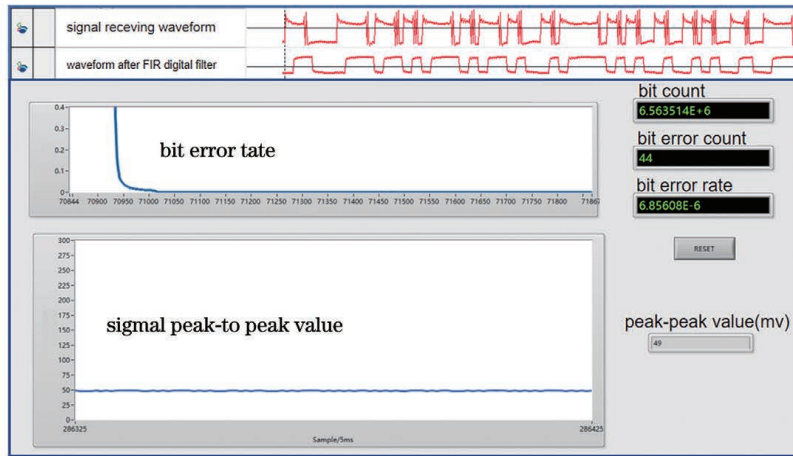 signal receving waveform
waveform after FIR digital filter
bit error tate
0.4
0.3
0.2
0.1
0
70844 70900 70950 71000 71050 71100 71150 71200 71250 71300 71350 71400 71450 71500 71550 71600 71650 71700 71750 71800 7186
bit count
6.563514E+6
bit error count
44
bit error rate
6.85608E-6
RESET
sigmal peak-to peak value
300
275
250
225
200
175
150
125
100
75
50
25
0
286325
286425
Sample/5ms
peak-peak value(mv)
49